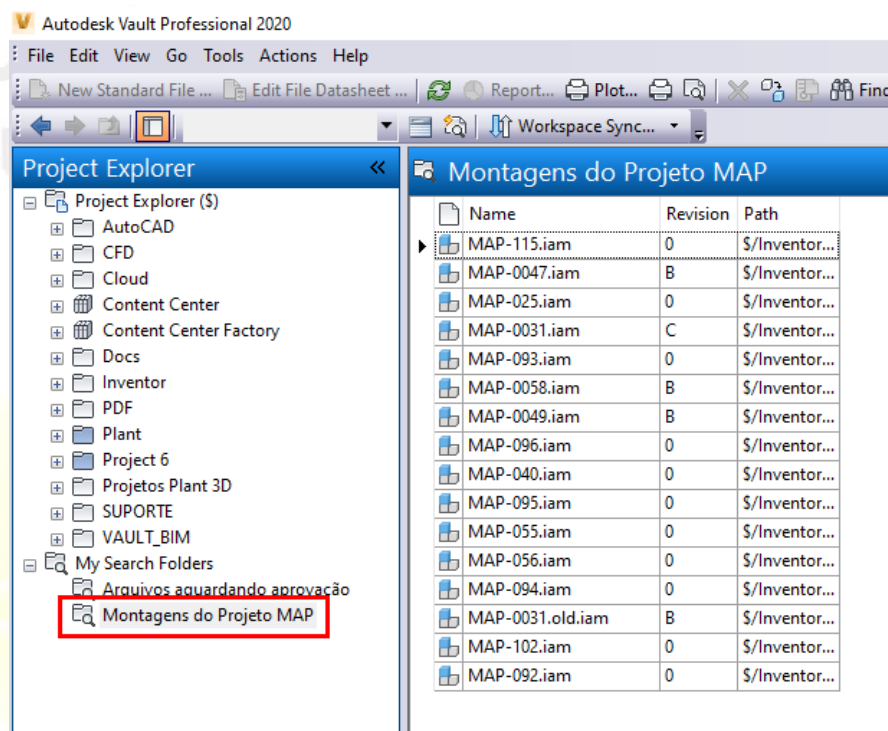 Autodesk Vault Professional 2020
File Edit View Go Tools Actions Help
New Standard File ... Edit File Datasheet ... Report... Plot... Find
Workspace Sync...
Project Explorer «
Project Explorer ($)
AutoCAD
CFD
Cloud
Content Center
Content Center Factory
Docs
Inventor
PDF
Plant
Project 6
Projetos Plant 3D
SUPORTE
VAULT_BIM
My Search Folders
Arquivos aguardando aprovação
Montagens do Projeto MAP
Montagens do Projeto MAP
Name Revision Path
MAP-115.iam 0 $/Inventor...
MAP-0047.iam B $/Inventor...
MAP-025.iam 0 $/Inventor...
MAP-0031.iam C $/Inventor...
MAP-093.iam 0 $/Inventor...
MAP-0058.iam B $/Inventor...
MAP-0049.iam B $/Inventor...
MAP-096.iam 0 $/Inventor...
MAP-040.iam 0 $/Inventor...
MAP-095.iam 0 $/Inventor...
MAP-055.iam 0 $/Inventor...
MAP-056.iam 0 $/Inventor...
MAP-094.iam 0 $/Inventor...
MAP-0031.old.iam B $/Inventor...
MAP-102.iam 0 $/Inventor...
MAP-092.iam 0 $/Inventor...